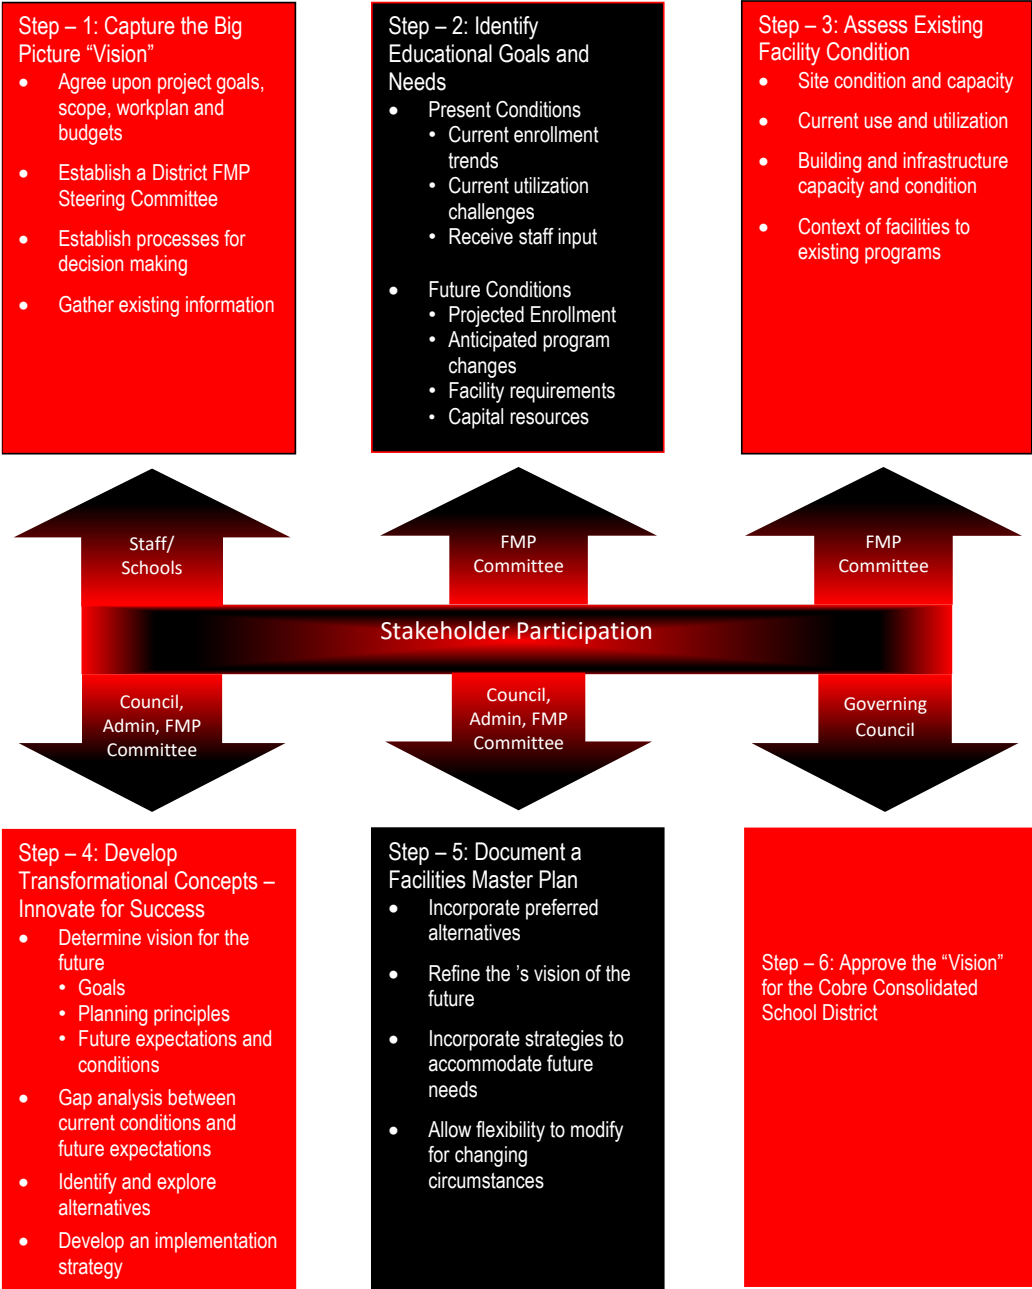 Step – 1: Capture the Big
Picture “Vision”
• Agree upon project goals,
scope, workplan and
budgets
• Establish a District FMP
Steering Committee
• Establish processes for
decision making
• Gather existing information
Step – 2: Identify
Educational Goals and
Needs
• Present Conditions
• Current enrollment
trends
• Current utilization
challenges
• Receive staff input
• Future Conditions
• Projected Enrollment
• Anticipated program
changes
• Facility requirements
• Capital resources
Step – 3: Assess Existing
Facility Condition
• Site condition and capacity
• Current use and utilization
• Building and infrastructure
capacity and condition
• Context of facilities to
existing programs
Staff/
Schools
FMP
Committee
FMP
Committee
Stakeholder Participation
Council,
Admin, FMP
Committee
Council,
Admin, FMP
Committee
Governing
Council
Step – 4: Develop
Transformational Concepts –
Innovate for Success
• Determine vision for the
future
• Goals
• Planning principles
• Future expectations and
conditions
• Gap analysis between
current conditions and
future expectations
• Identify and explore
alternatives
• Develop an implementation
strategy
Step – 5: Document a
Facilities Master Plan
• Incorporate preferred
alternatives
• Refine the ’s vision of the
future
• Incorporate strategies to
accommodate future
needs
• Allow flexibility to modify
for changing
circumstances
Step – 6: Approve the “Vision”
for the Cobre Consolidated
School District